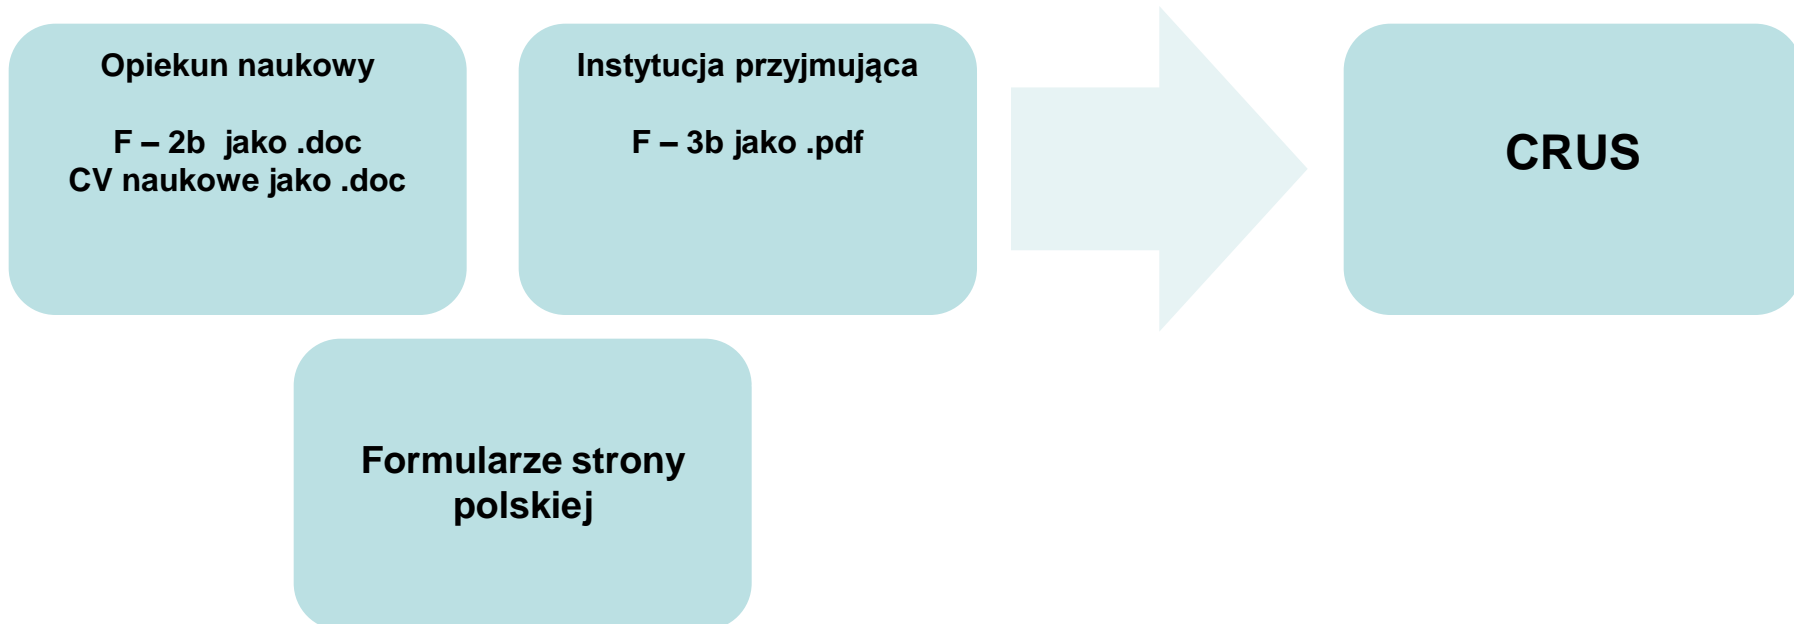 Opiekun naukowy
F – 2b jako .doc
CV naukowe jako .doc
Instytucja przyjmująca
F – 3b jako .pdf
CRUS
Formularze strony
polskiej